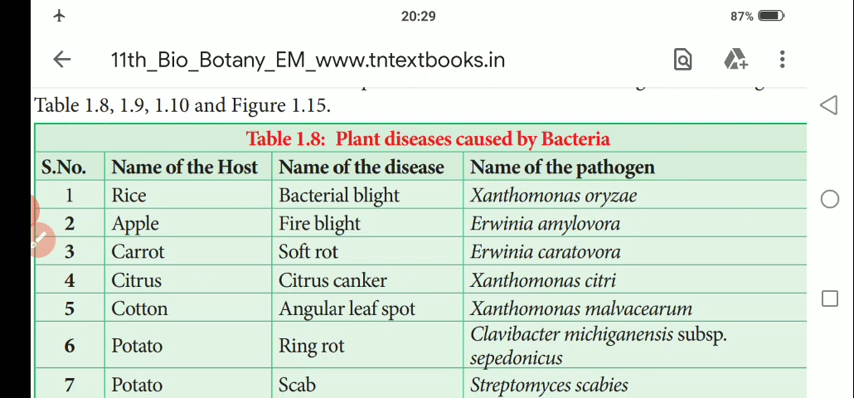 20:29
87%
11th_Bio_Botany_EM_www.tntextbooks.in
Table 1.8, 1.9, 1.10 and Figure 1.15.
Table 1.8: Plant diseases caused by Bacteria
S.No. Name of the Host Name of the disease Name of the pathogen
1 Rice Bacterial blight Xanthomonas oryzae
2 Apple Fire blight Erwinia amylovora
3 Carrot Soft rot Erwinia caratovora
4 Citrus Citrus canker Xanthomonas citri
5 Cotton Angular leaf spot Xanthomonas malvacearum
6 Potato Ring rot Clavibacter michiganensis subsp.
sepedonicus
7 Potato Scab Streptomyces scabies